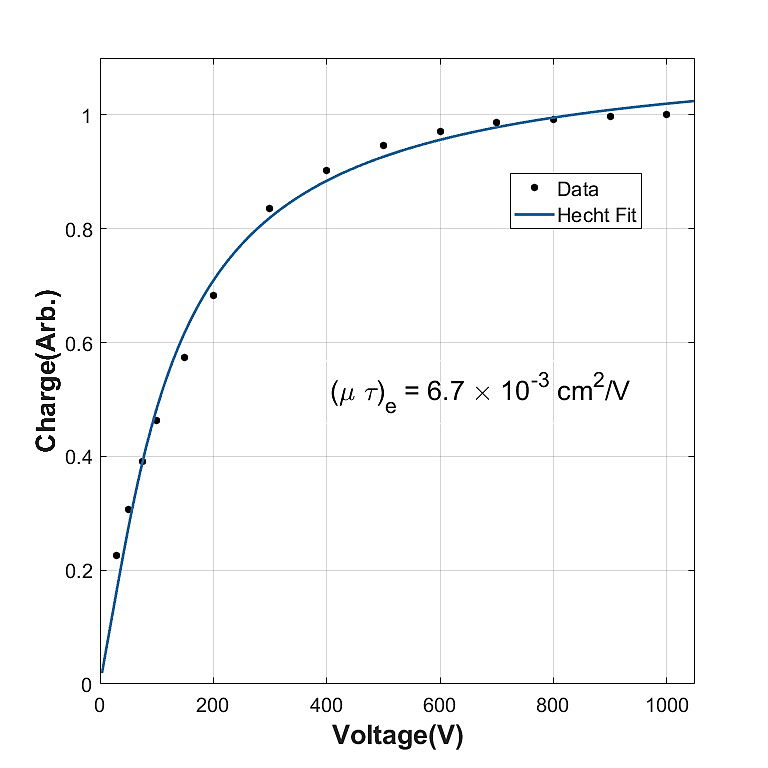 1
0.8
0.6
0.4
0.2
0
0 200 400 600 800 1000
Charge(Arb.)
Voltage(V)
Data
Hecht Fit
(μ τ)ₑ = 6.7 × 10⁻³ cm²/V